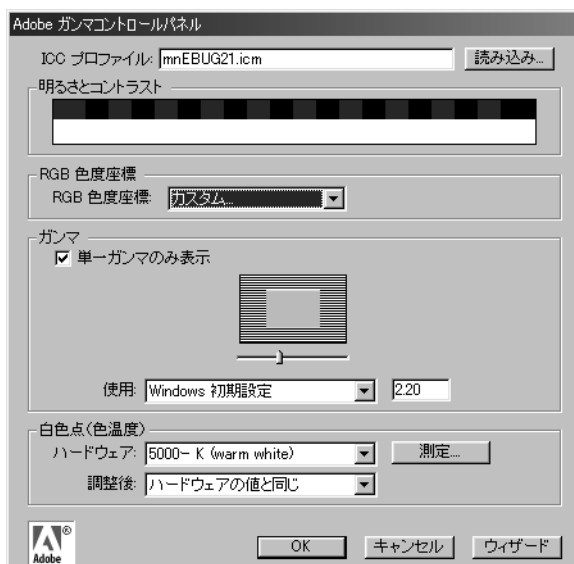 Adobe ガンマコントロールパネル
ICC プロファイル: mnEBUG21.icm 読み込み...
明るさとコントラスト
RGB 色度座標
RGB 色度座標: カスタム...
ガンマ
単一ガンマのみ表示
使用: Windows 初期設定 2.20
白色点(色温度)
ハードウェア: 5000~ K (warm white) 測定...
調整後: ハードウェアの値と同じ
Adobe ® OK キャンセル ウィザード